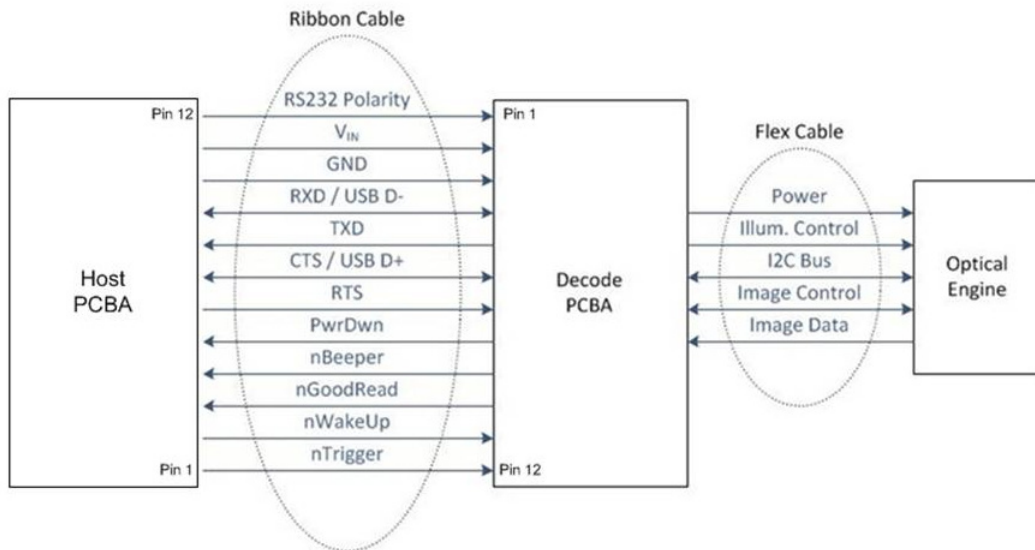 Ribbon Cable
Pin 12
RS232 Polarity
Pin 1
V_IN
GND
RXD / USB D-
TXD
CTS / USB D+
RTS
PwrDwn
nBeeper
nGoodRead
nWakeUp
nTrigger
Pin 1
Pin 12
Host
PCBA
Decode
PCBA
Flex Cable
Power
Illum. Control
I2C Bus
Image Control
Image Data
Optical
Engine